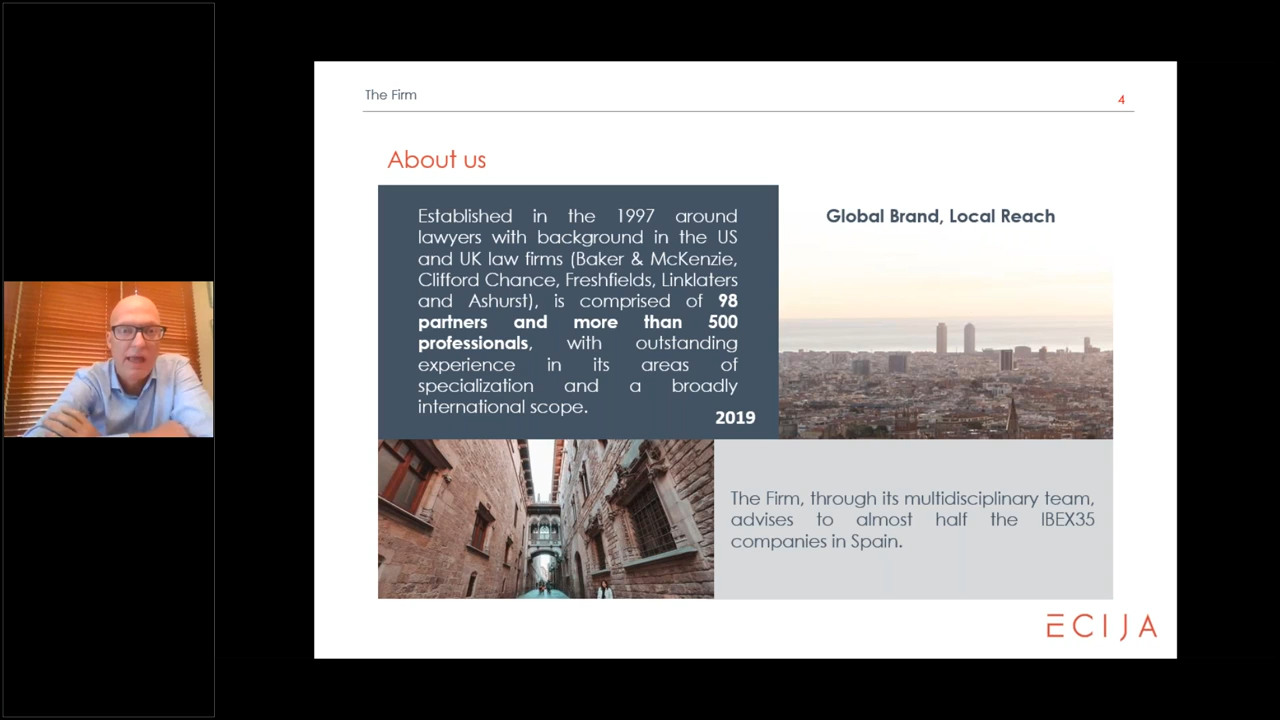 The Firm
4
About us
Established in the 1997 around
lawyers with background in the US
and UK law firms (Baker & McKenzie,
Clifford Chance, Freshfields, Linklaters
and Ashurst), is comprised of 98
partners and more than 500
professionals, with outstanding
experience in its areas of
specialization and a broadly
international scope.
2019
Global Brand, Local Reach
The Firm, through its multidisciplinary team,
advises to almost half the IBEX35
companies in Spain.
ECIJA